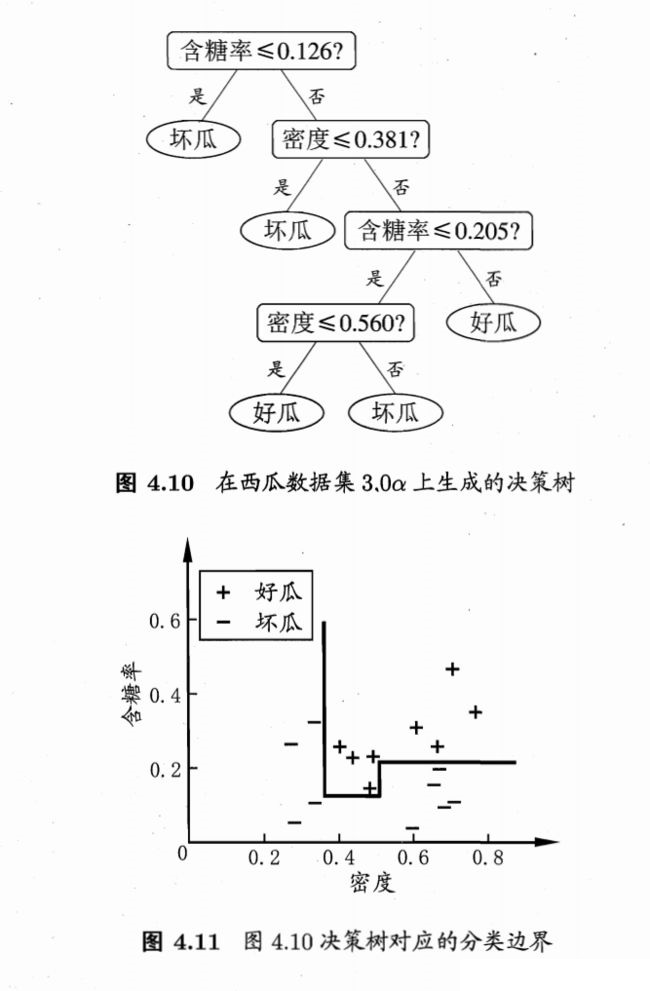 含糖率≤0.126?
是 否
坏瓜 密度≤0.381?
是 否
坏瓜 含糖率≤0.205?
是 否
密度≤0.560? 好瓜
是 否
好瓜 坏瓜
图 4.10 在西瓜数据集 3.0α 上生成的决策树
+ 好瓜
− 坏瓜
0.6
0.4
0.2
含糖率
0 0.2 0.4 0.6 0.8
密度
图 4.11 图 4.10 决策树对应的分类边界